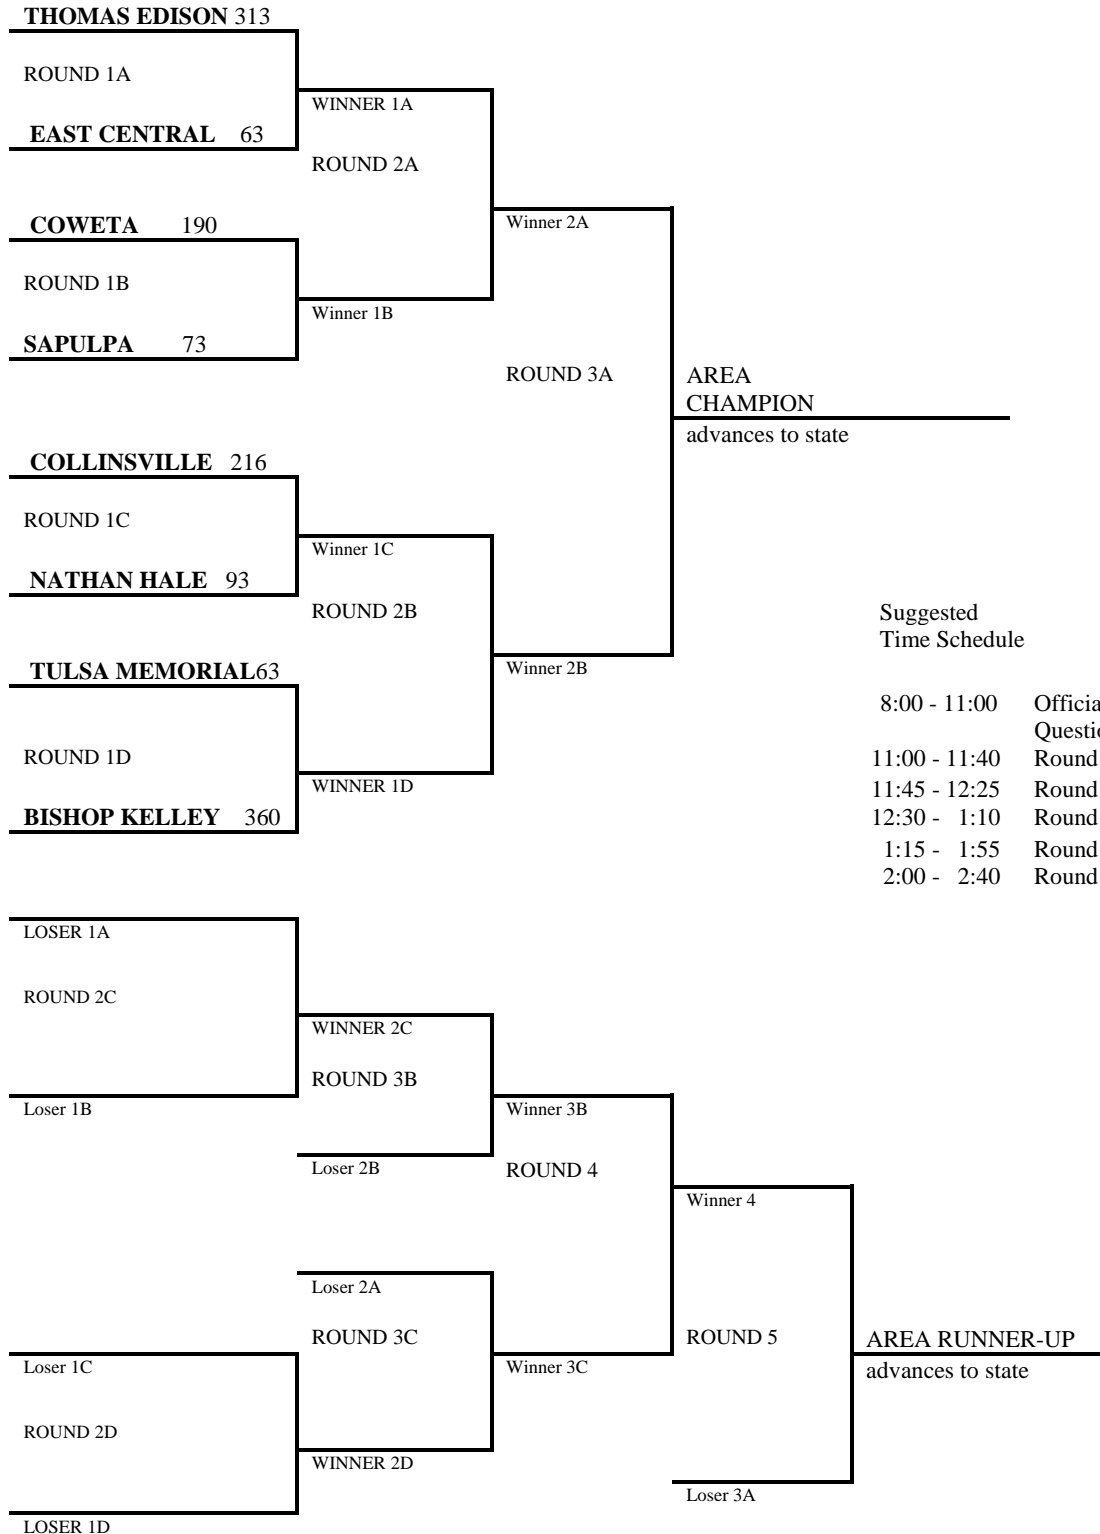 THOMAS EDISON 313
ROUND 1A
WINNER 1A
EAST CENTRAL 63
ROUND 2A
COWETA 190
Winner 2A
ROUND 1B
Winner 1B
SAPULPA 73
ROUND 3A
AREA
CHAMPION
advances to state
COLLINSVILLE 216
ROUND 1C
Winner 1C
NATHAN HALE 93
ROUND 2B
Suggested
Time Schedule
TULSA MEMORIAL63
Winner 2B
8:00 - 11:00 Officia
Questi
ROUND 1D
11:00 - 11:40 Round
WINNER 1D
11:45 - 12:25 Round
BISHOP KELLEY 360
12:30 - 1:10 Round
1:15 - 1:55 Round
2:00 - 2:40 Round
LOSER 1A
ROUND 2C
WINNER 2C
ROUND 3B
Loser 1B
Winner 3B
Loser 2B
ROUND 4
Winner 4
Loser 2A
ROUND 3C
ROUND 5
AREA RUNNER-UP
Loser 1C
Winner 3C
advances to state
ROUND 2D
WINNER 2D
Loser 3A
LOSER 1D